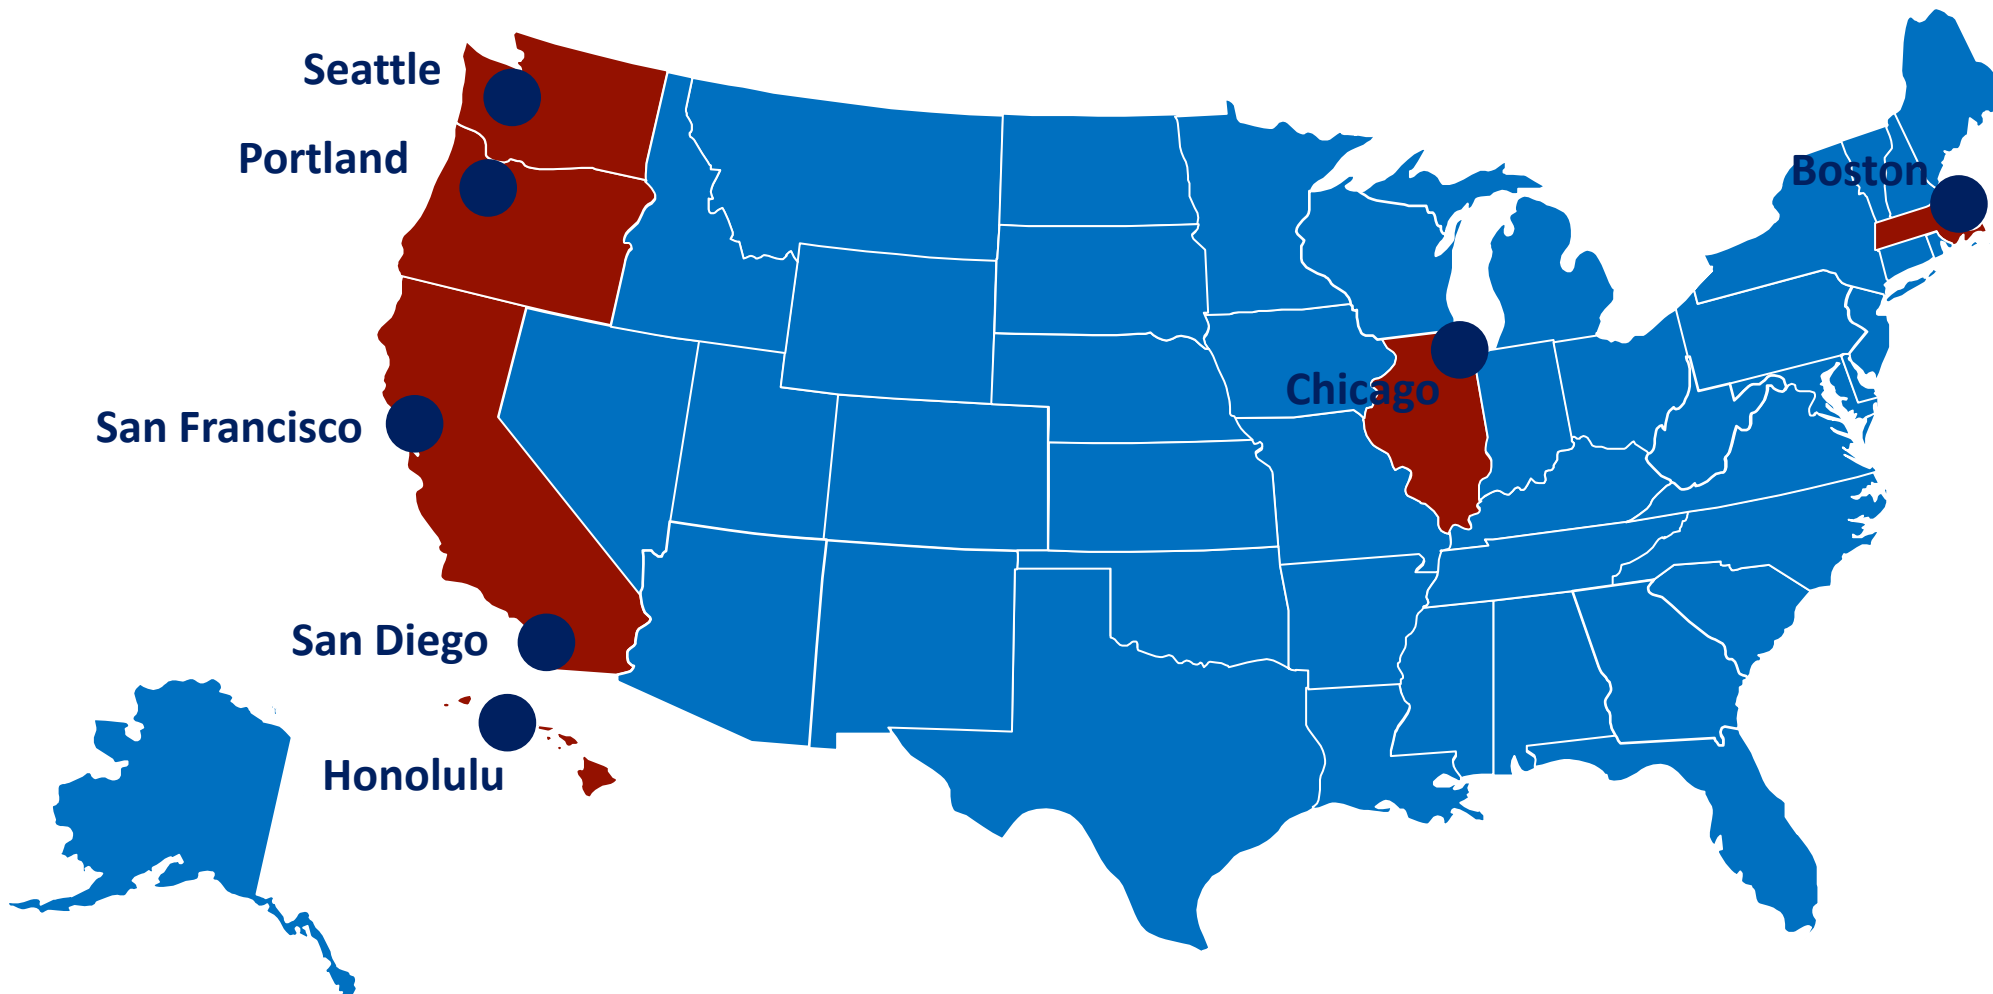 Seattle
Portland
Boston
Chicago
San Francisco
San Diego
Honolulu